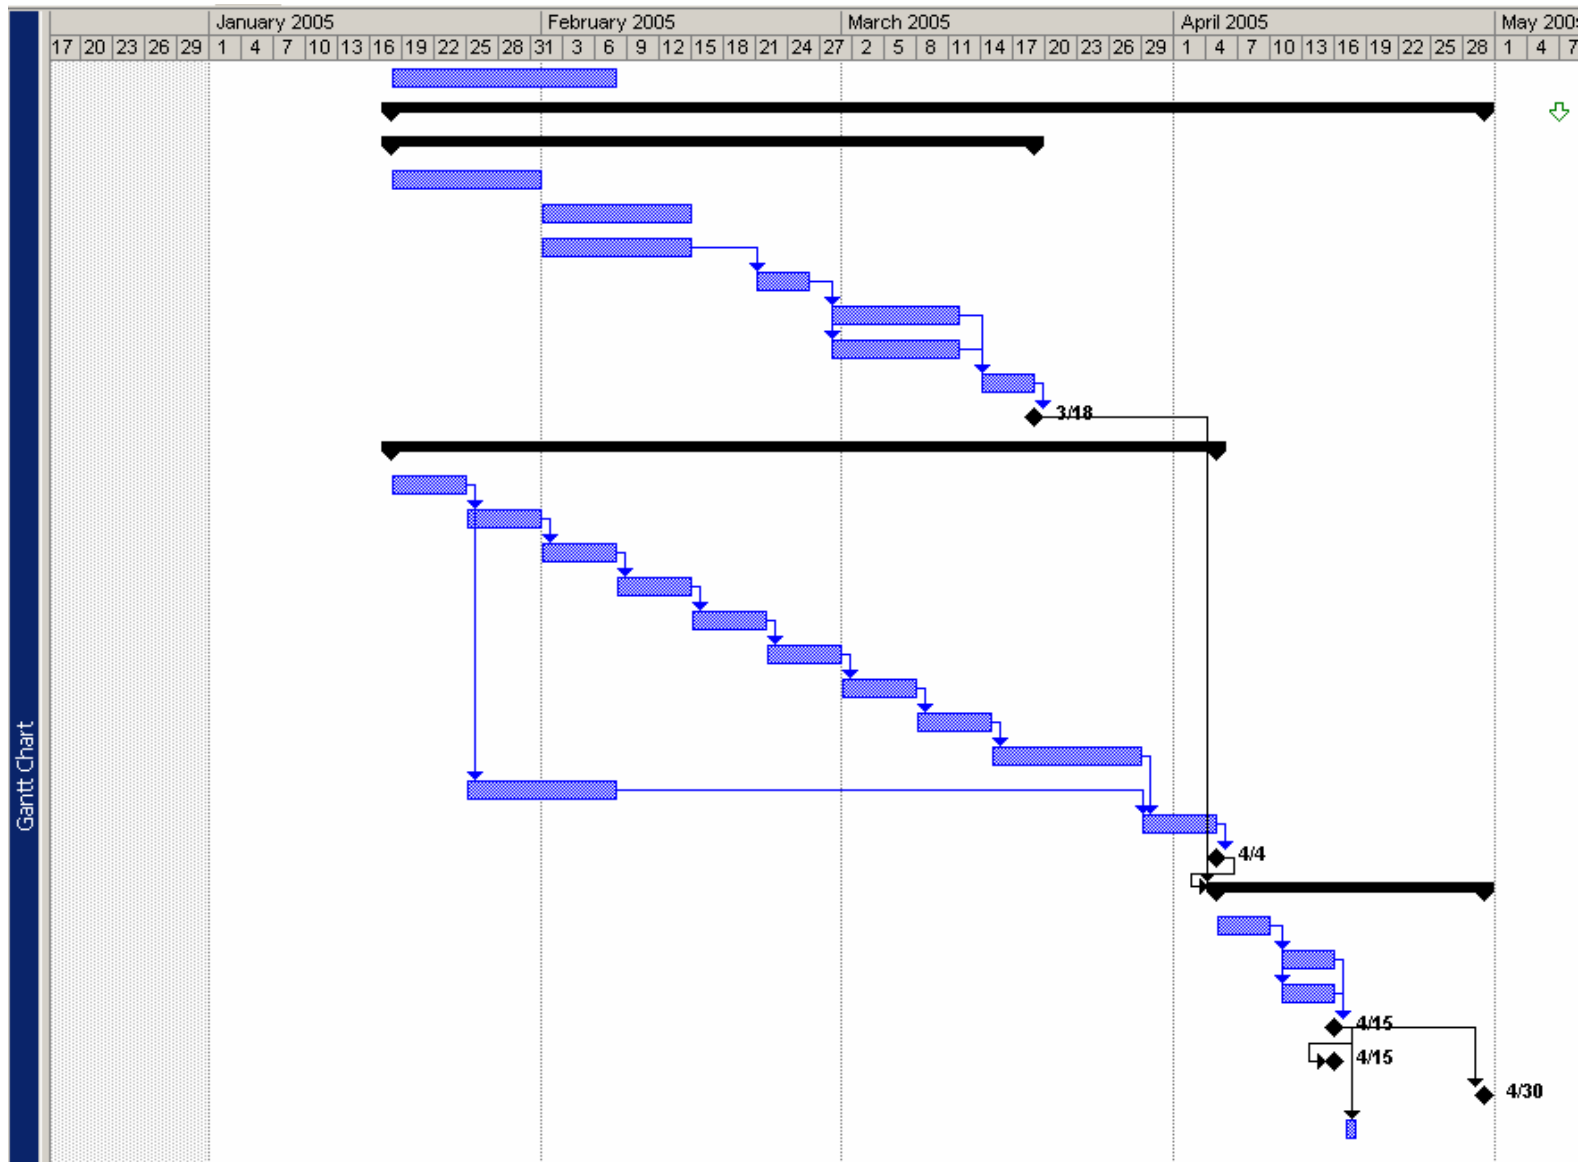 January 2005 February 2005 March 2005 April 2005 May 200
17 20 23 26 29 1 4 7 10 13 16 19 22 25 28 31 3 6 9 12 15 18 21 24 27 2 5 8 11 14 17 20 23 26 29 1 4 7 10 13 16 19 22 25 28 1 4 7
3/18
Gantt Chart
4/4
4/15
4/15
4/30